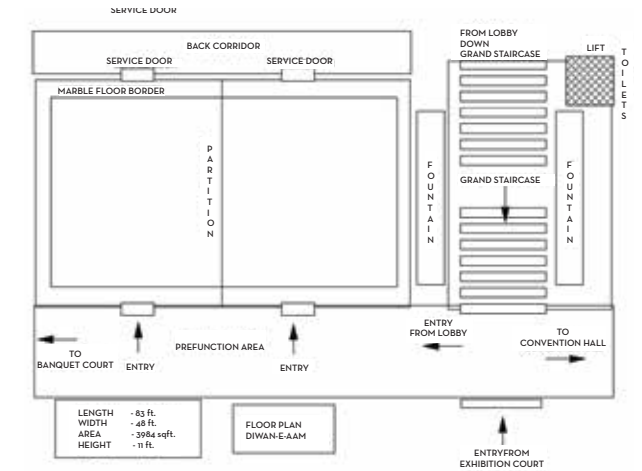 SERVICE DOOR
BACK CORRIDOR
SERVICE DOOR
SERVICE DOOR
MARBLE FLOOR BORDER
PARTITION
FROM LOBBY
DOWN
GRAND STAIRCASE
LIFT
TOILETS
FOUNTAIN
GRAND STAIRCASE
FOUNTAIN
ENTRY
FROM LOBBY
TO
CONVENTION HALL
TO
BANQUET COURT
ENTRY
PREFUNCTION AREA
ENTRY
LENGTH - 83 ft.
WIDTH - 48 ft.
AREA - 3984 sqft.
HEIGHT - 11 ft.
FLOOR PLAN
DIWAN-E-AAM
ENTRYFROM
EXHIBITION COURT